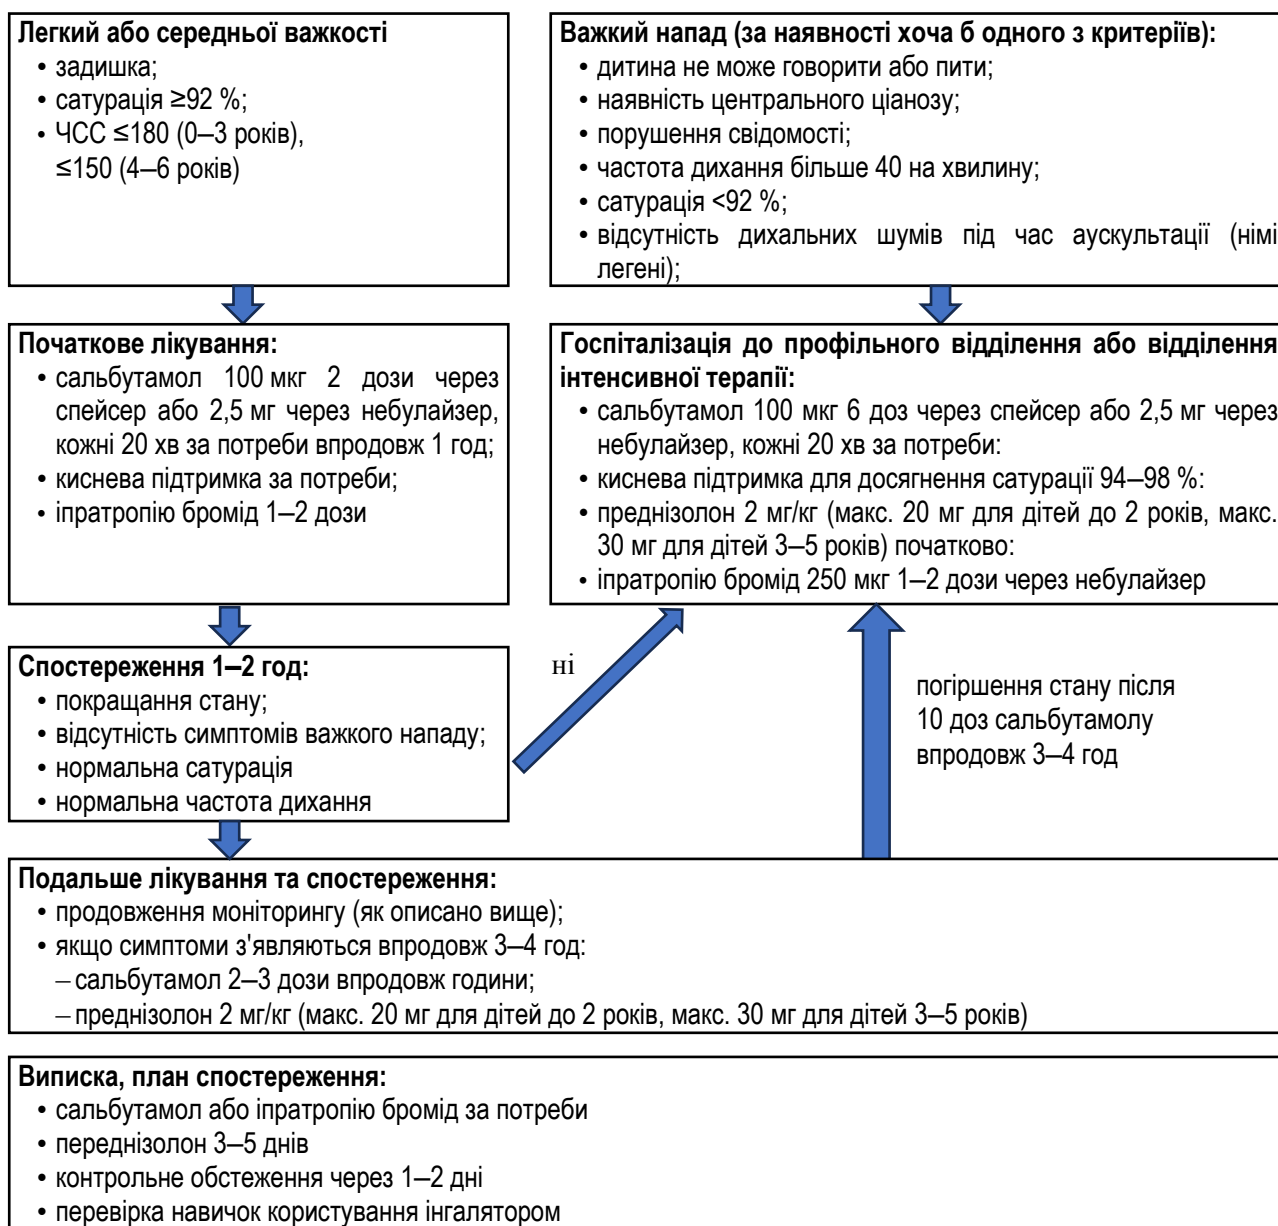 Легкий або середньої важкості
• задишка;
• сатурація ≥92 %;
• ЧСС ≤180 (0–3 років),
≤150 (4–6 років)
Важкий напад (за наявності хоча б одного з критеріїв):
• дитина не може говорити або пити;
• наявність центрального ціанозу;
• порушення свідомості;
• частота дихання більше 40 на хвилину;
• сатурація <92 %;
• відсутність дихальних шумів під час аускультації (німі
легені);
Початкове лікування:
• сальбутамол 100 мкг 2 дози через
спейсер або 2,5 мг через небулайзер,
кожні 20 хв за потреби впродовж 1 год;
• киснева підтримка за потреби;
• іпратропію бромід 1–2 дози
Госпіталізація до профільного відділення або відділення
інтенсивної терапії:
• сальбутамол 100 мкг 6 доз через спейсер або 2,5 мг через
небулайзер, кожні 20 хв за потреби:
• киснева підтримка для досягнення сатурації 94–98 %:
• преднізолон 2 мг/кг (макс. 20 мг для дітей до 2 років, макс.
30 мг для дітей 3–5 років) початково:
• іпратропію бромід 250 мкг 1–2 дози через небулайзер
Спостереження 1–2 год:
• покращання стану;
• відсутність симптомів важкого нападу;
• нормальна сатурація
• нормальна частота дихання
ні
погіршення стану після
10 доз сальбутамолу
впродовж 3–4 год
Подальше лікування та спостереження:
• продовження моніторингу (як описано вище);
• якщо симптоми з'являються впродовж 3–4 год:
– сальбутамол 2–3 дози впродовж години;
– преднізолон 2 мг/кг (макс. 20 мг для дітей до 2 років, макс. 30 мг для дітей 3–5 років)
Виписка, план спостереження:
• сальбутамол або іпратропію бромід за потреби
• переднізолон 3–5 днів
• контрольне обстеження через 1–2 дні
• перевірка навичок користування інгалятором